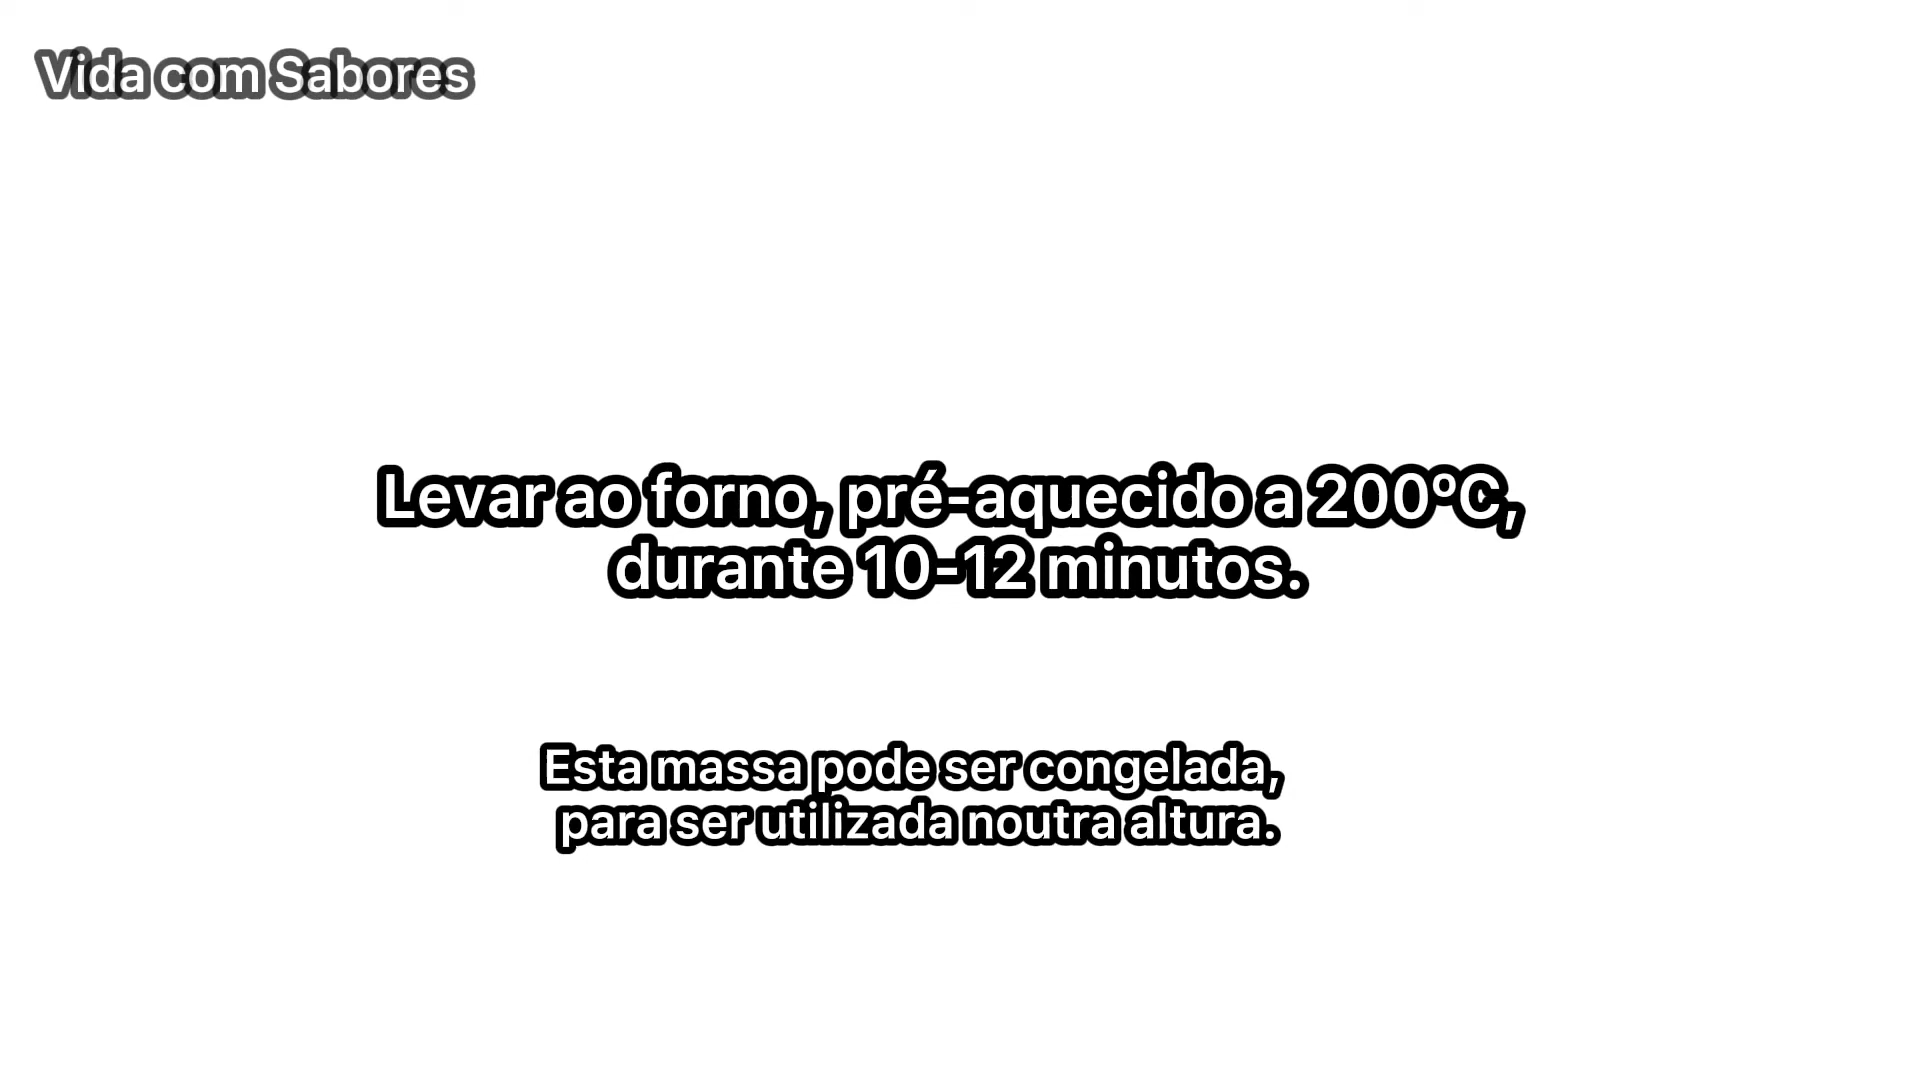 Vida com Sabores
Levar ao forno, pré-aquecido a 200ºC,
durante 10-12 minutos.
Esta massa pode ser congelada,
para ser utilizada noutra altura.